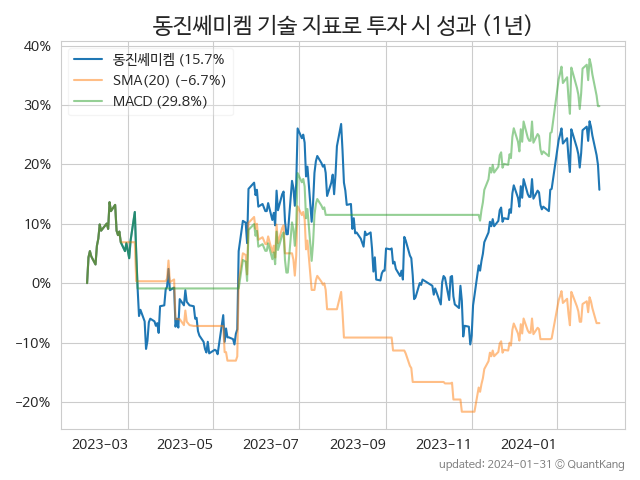 동진쎄미켐 기술 지표로 투자 시 성과 (1년)
40%
30%
20%
10%
0%
−10%
−20%
동진쎄미켐 (15.7%
SMA(20) (−6.7%)
MACD (29.8%)
2023-03 2023-05 2023-07 2023-09 2023-11 2024-01
updated: 2024-01-31 © QuantKang